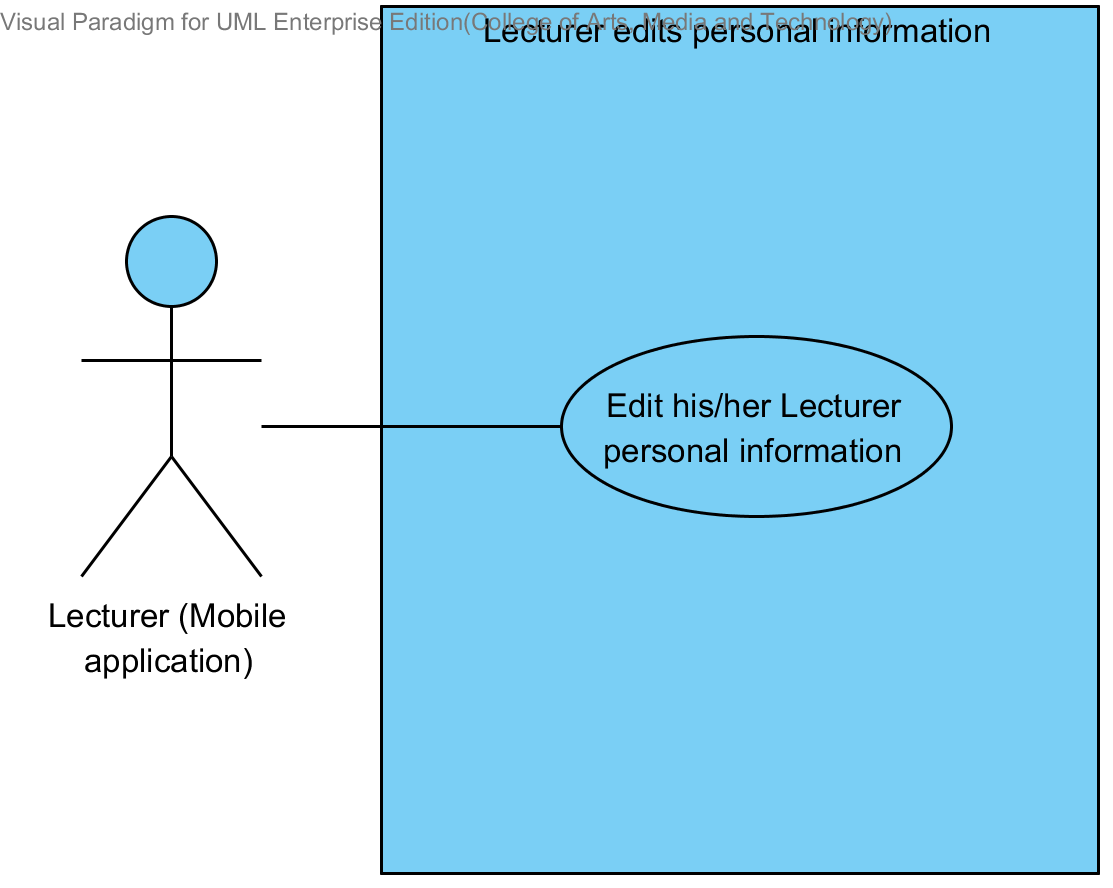 Visual Paradigm for UML Enterprise Edition(College of Arts, Media and Technology)
Lecturer edits personal information
Edit his/her Lecturer
personal information
Lecturer (Mobile
application)